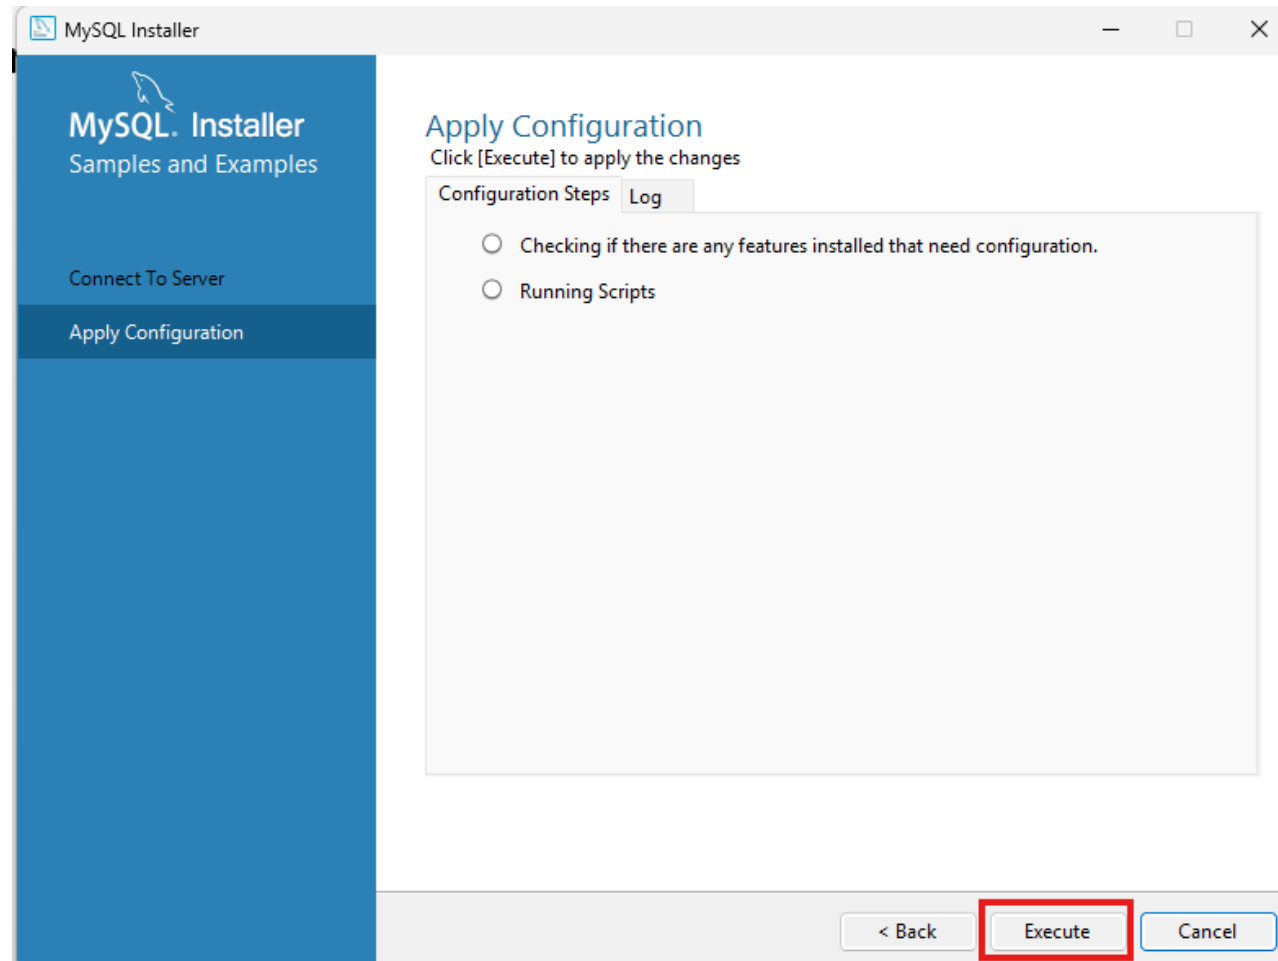 MySQL Installer
MySQL. Installer
Samples and Examples
Connect To Server
Apply Configuration
Apply Configuration
Click [Execute] to apply the changes
Configuration Steps Log
Checking if there are any features installed that need configuration.
Running Scripts
< Back Execute Cancel